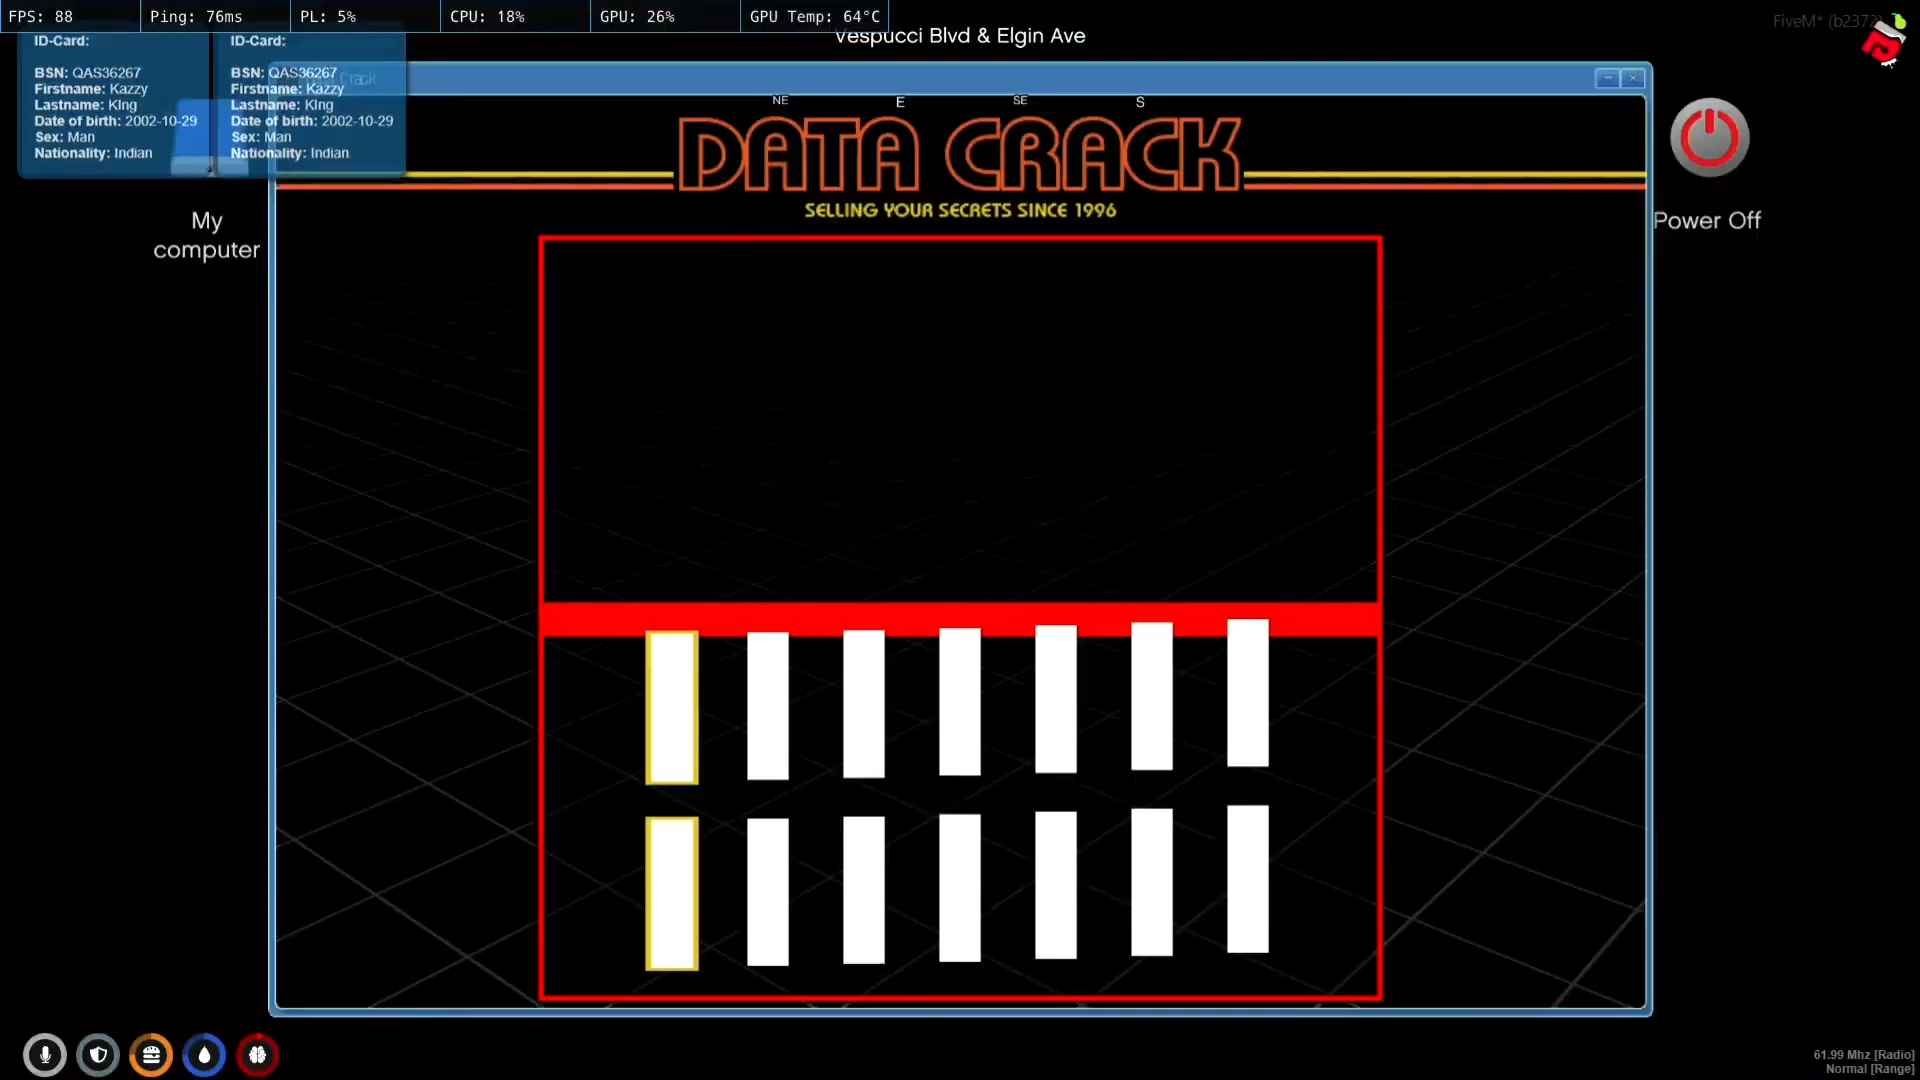 FPS: 88 Ping: 76ms PL: 5% CPU: 18% GPU: 26% GPU Temp: 64°C
FiveM* (b2372)
Vespucci Blvd & Elgin Ave
ID-Card:
BSN: QAS36267
Firstname: Kazzy
Lastname: KIng
Date of birth: 2002-10-29
Sex: Man
Nationality: Indian
ID-Card:
BSN: QAS36267
Firstname: Kazzy
Lastname: KIng
Date of birth: 2002-10-29
Sex: Man
Nationality: Indian
Crack
NE E SE S
DATA CRACK
SELLING YOUR SECRETS SINCE 1996
My
computer
Power Off
61.99 Mhz [Radio]
Normal [Range]